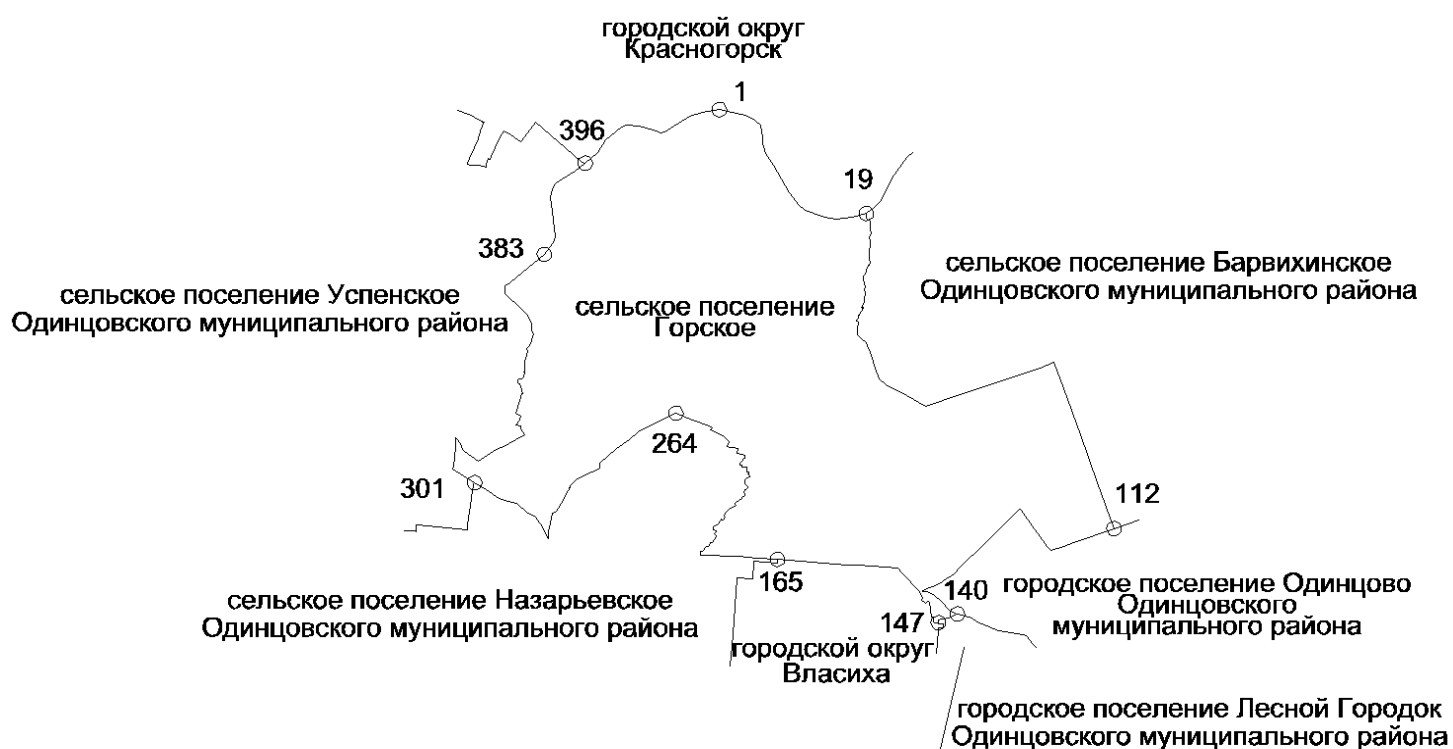 городской округ
Красногорск
1
396
19
383
сельское поселение Барвихинское
Одинцовского муниципального района
сельское поселение Успенское
Одинцовского муниципального района
сельское поселение
Горское
264
301
112
165
140
147
городское поселение Одинцово
Одинцовского
муниципального района
сельское поселение Назарьевское
Одинцовского муниципального района
городской округ
Власиха
городское поселение Лесной Городок
Одинцовского муниципального района